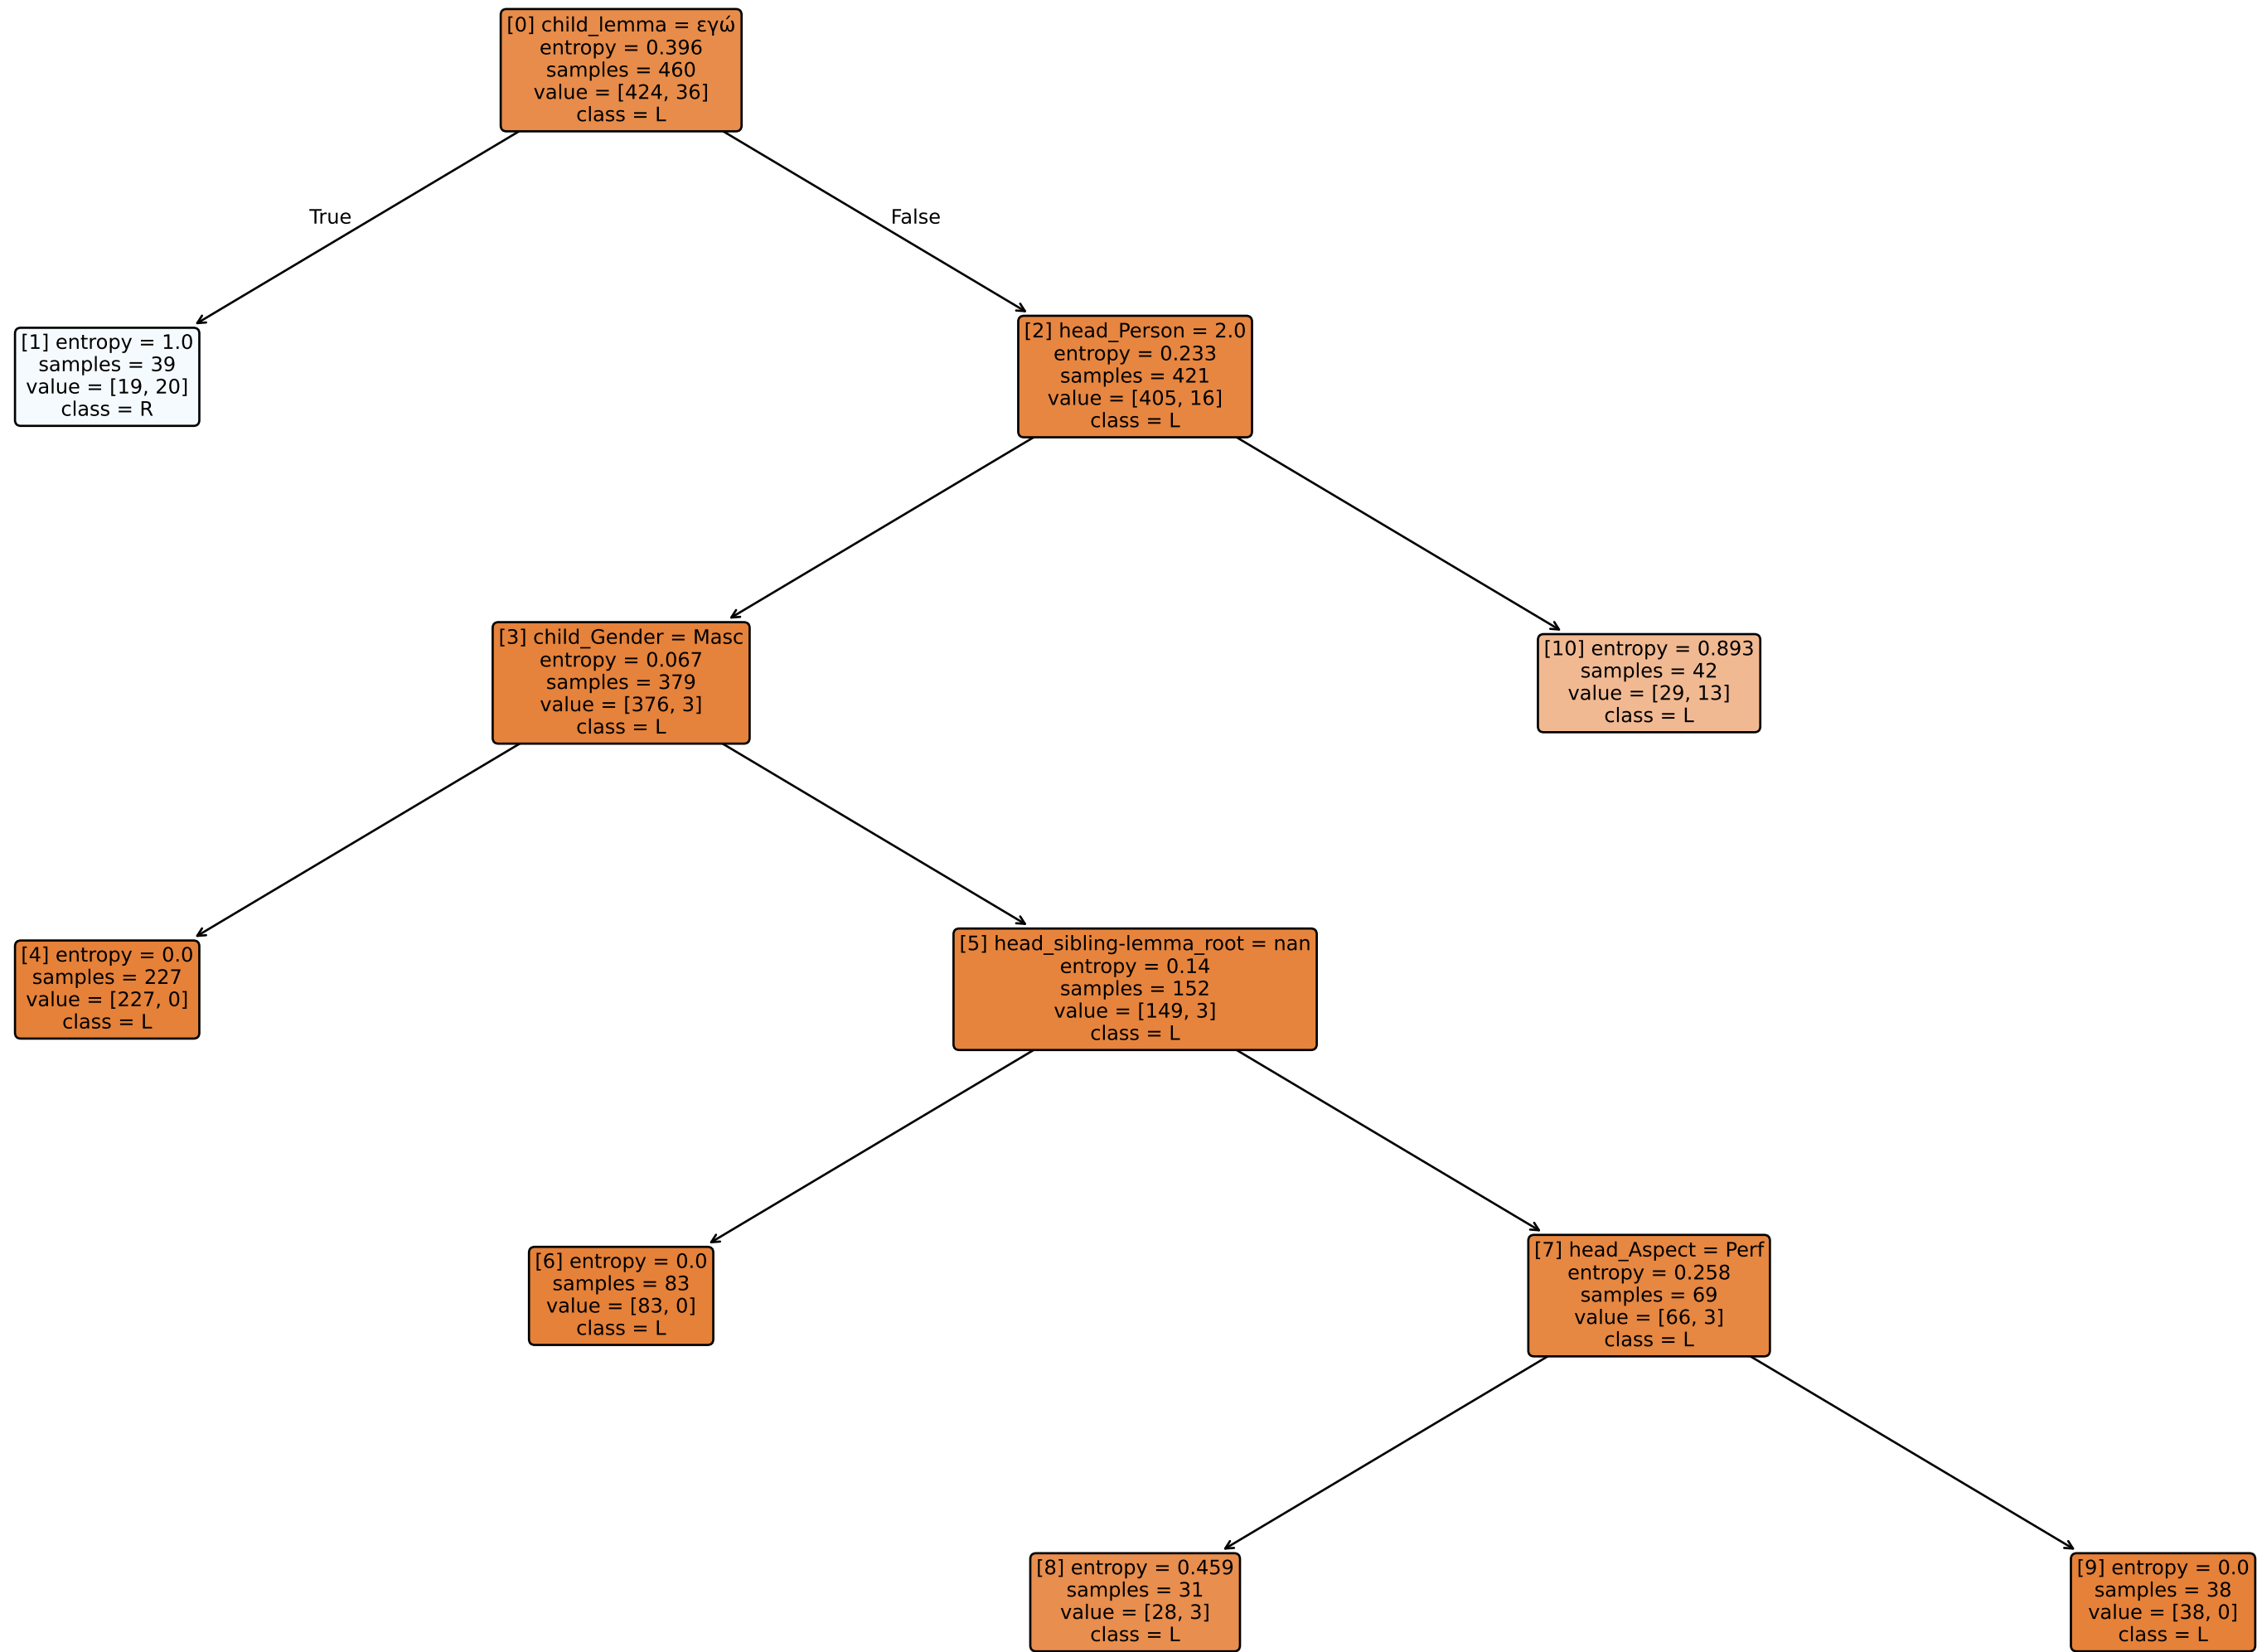 [0] child_lemma = εγώ
entropy = 0.396
samples = 460
value = [424, 36]
class = L
True
False
[1] entropy = 1.0
samples = 39
value = [19, 20]
class = R
[2] head_Person = 2.0
entropy = 0.233
samples = 421
value = [405, 16]
class = L
[3] child_Gender = Masc
entropy = 0.067
samples = 379
value = [376, 3]
class = L
[10] entropy = 0.893
samples = 42
value = [29, 13]
class = L
[4] entropy = 0.0
samples = 227
value = [227, 0]
class = L
[5] head_sibling-lemma_root = nan
entropy = 0.14
samples = 152
value = [149, 3]
class = L
[6] entropy = 0.0
samples = 83
value = [83, 0]
class = L
[7] head_Aspect = Perf
entropy = 0.258
samples = 69
value = [66, 3]
class = L
[8] entropy = 0.459
samples = 31
value = [28, 3]
class = L
[9] entropy = 0.0
samples = 38
value = [38, 0]
class = L